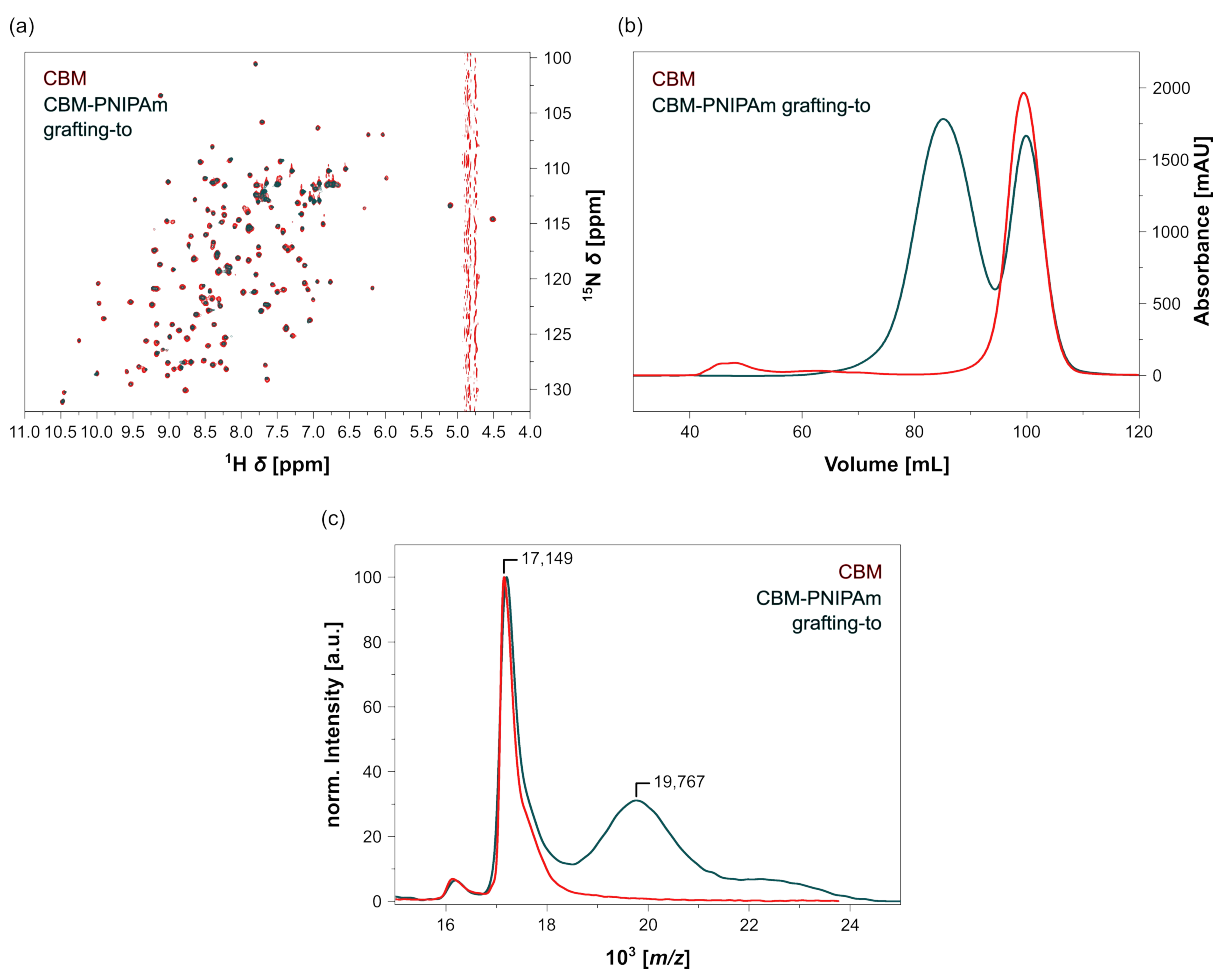 (a)
CBM
CBM-PNIPAm
grafting-to
100
105
110
115
120
125
130
¹⁵N δ [ppm]
11.0 10.5 10.0 9.5 9.0 8.5 8.0 7.5 7.0 6.5 6.0 5.5 5.0 4.5 4.0
¹H δ [ppm]
(b)
CBM
CBM-PNIPAm grafting-to
2000
1500
1000
500
0
Absorbance [mAU]
40 60 80 100 120
Volume [mL]
(c)
17,149
CBM
CBM-PNIPAm
grafting-to
19,767
100
80
60
40
20
0
norm. Intensity [a.u.]
16 18 20 22 24
10³ [m/z]